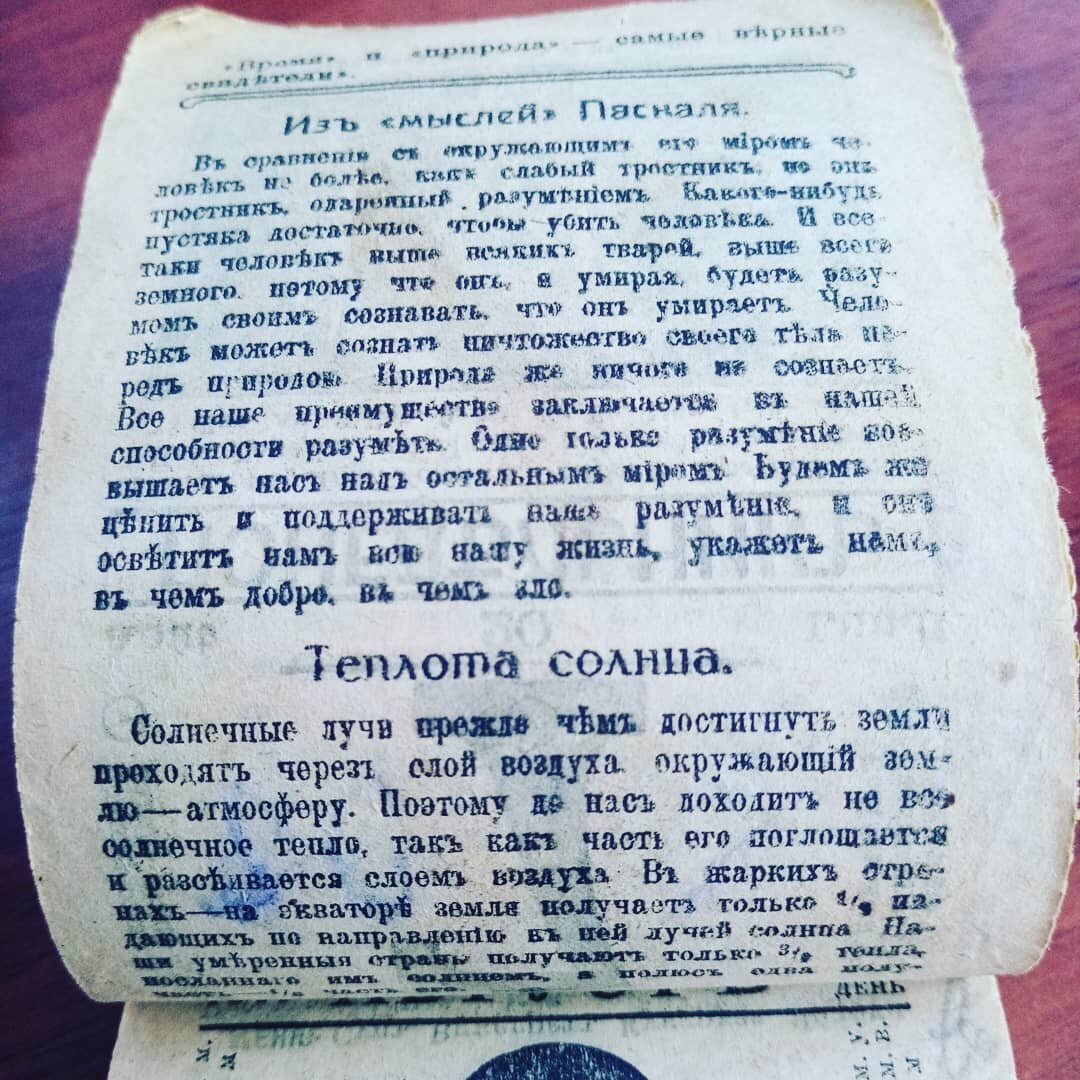 «Время» и «природа» — самые вѣрные
свидѣтели».
Изъ «мыслей» Паскаля.
Въ сравненіи съ окружающимъ его міромъ че-
ловѣкъ не болѣе, какъ слабый тростникъ, но онъ
тростникъ, одаренный разумѣніемъ. Какого-нибудь
пустяка достаточно, чтобы убить человѣка. И все-
таки человѣкъ выше всякихъ тварей, выше всего
земного, потому что онъ, и умирая, будетъ разу-
момъ своимъ сознавать, что онъ умираетъ. Чело-
вѣкъ можетъ сознать ничтожество своего тѣла пе-
редъ природою. Природа же ничего не сознаетъ.
Все наше преимущество заключается въ нашей
способности разумѣть. Одно только разумѣніе воз-
вышаетъ насъ надъ остальнымъ міромъ. Будемъ же
цѣнить и поддерживать наше разумѣніе, и оно
освѣтитъ намъ всю нашу жизнь, укажетъ намъ,
въ чемъ добро, въ чемъ зло.
Теплота солнца.
Солнечные лучи прежде чѣмъ достигнуть земли
проходятъ черезъ слой воздуха окружающій зем-
лю—атмосферу. Поэтому до насъ доходитъ не все
солнечное тепло, такъ какъ часть его поглощается
и разсѣивается слоемъ воздуха. Въ жаркихъ стра-
нахъ—на экваторѣ земля получаетъ только па-
дающихъ по направленію къ ней лучей солнца. На-
ши умѣренныя страны получаютъ только тепла,
посланнаго имъ солнцемъ, а полюсъ одна полу-
часть его.
ДЕНЬ
М.
М
М. У.
М. В.
М